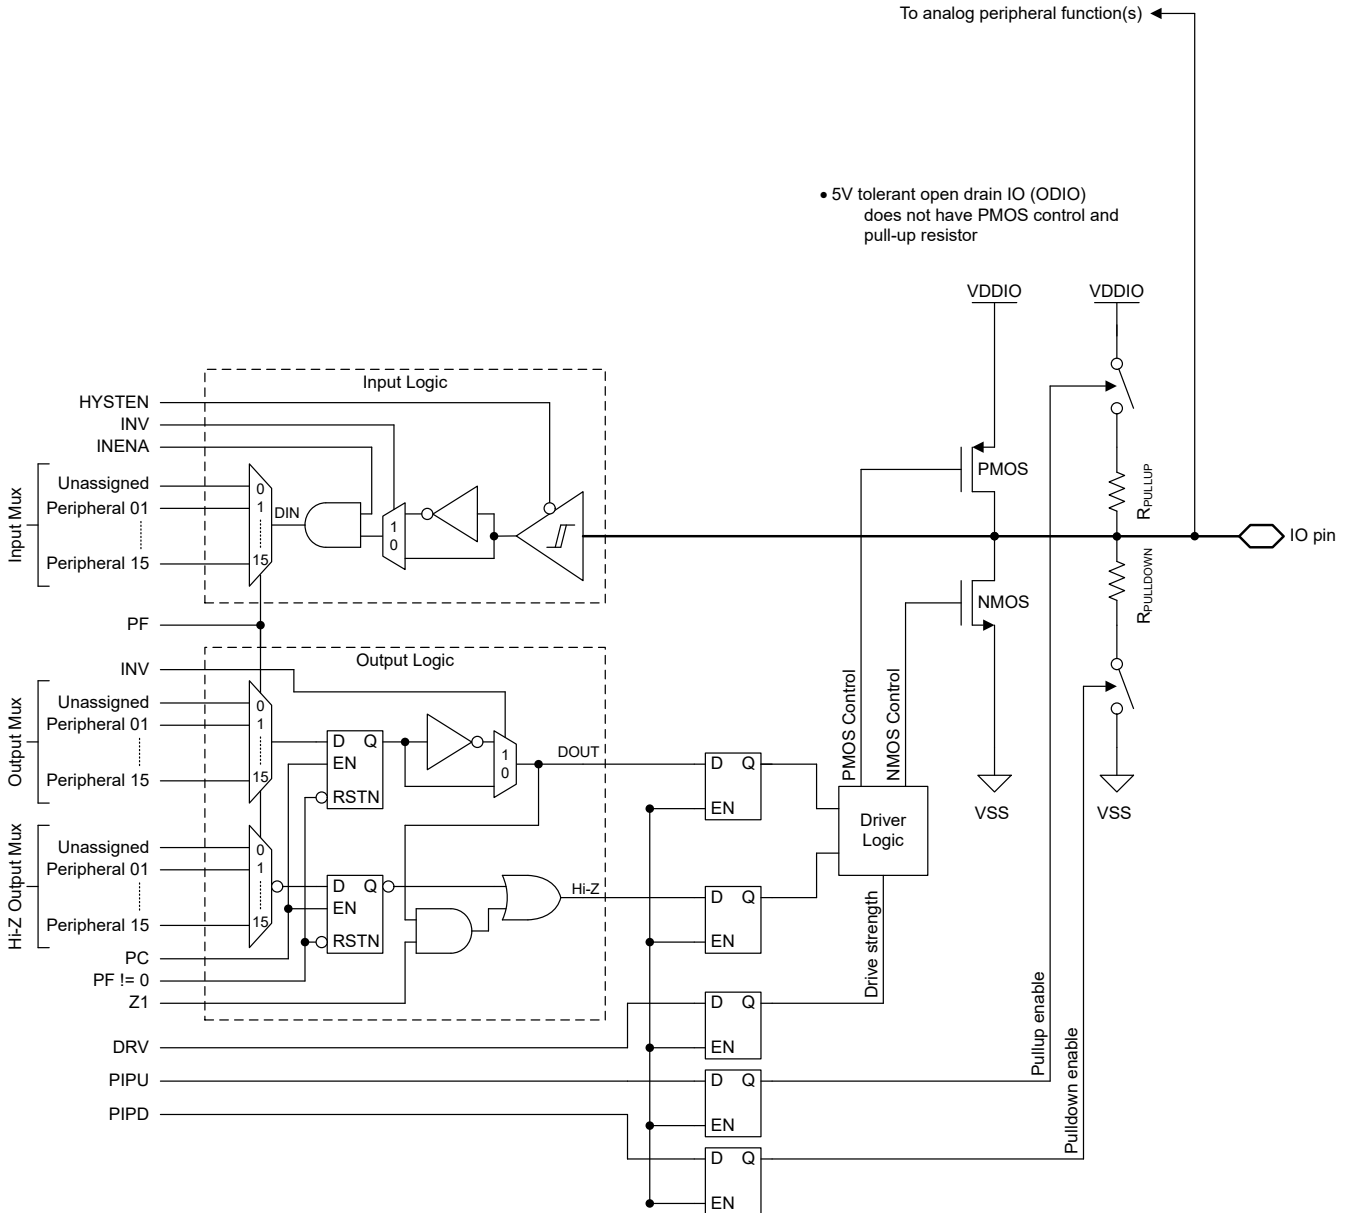 To analog peripheral function(s)
• 5V tolerant open drain IO (ODIO)
does not have PMOS control and
pull-up resistor
VDDIO
VDDIO
Input Logic
HYSTEN
INV
INENA
Input Mux
Unassigned
Peripheral 01
Peripheral 15
0
1
15
DIN
1
0
PMOS
RPULLUP
IO pin
RPULLDOWN
NMOS
PF
Output Logic
INV
Output Mux
Unassigned
Peripheral 01
Peripheral 15
0
1
15
D Q
EN
RSTN
1
0
DOUT
D Q
EN
PMOS Control
NMOS Control
Driver
Logic
VSS
VSS
Hi-Z Output Mux
Unassigned
Peripheral 01
Peripheral 15
0
1
15
D Q
EN
RSTN
Hi-Z
D Q
EN
PC
PF != 0
Z1
Drive strength
D Q
EN
DRV
PIPU
D Q
EN
Pullup enable
PIPD
D Q
EN
Pulldown enable